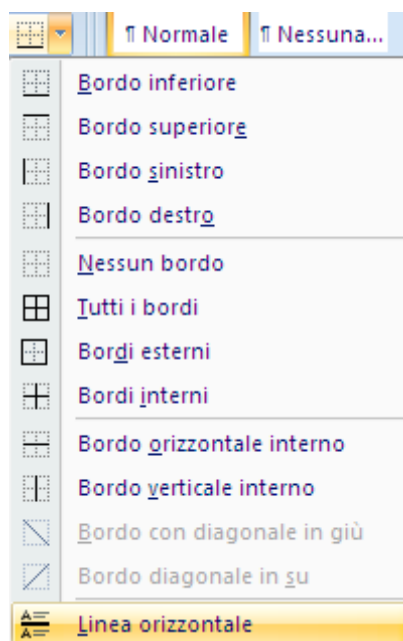 ¶ Normale ¶ Nessuna...
Bordo inferiore
Bordo superiore
Bordo sinistro
Bordo destro
Nessun bordo
Tutti i bordi
Bordi esterni
Bordi interni
Bordo orizzontale interno
Bordo verticale interno
Bordo con diagonale in giù
Bordo diagonale in su
Linea orizzontale